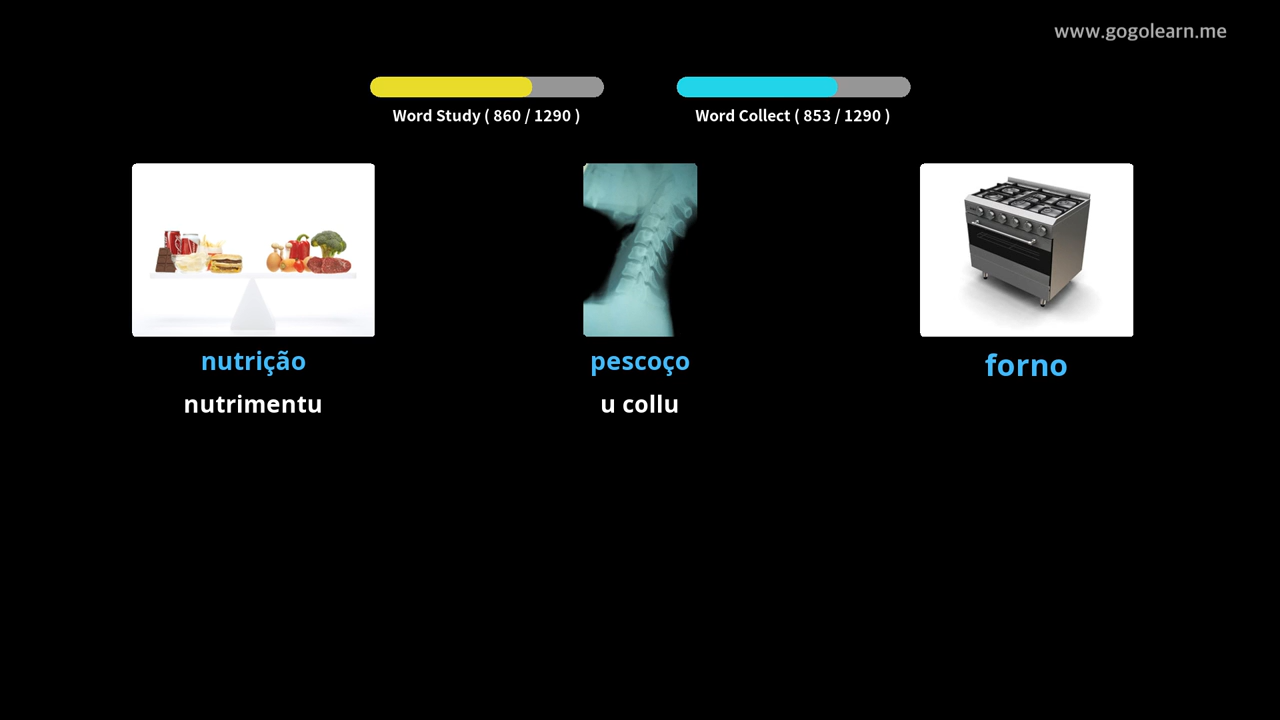 www.gogolearn.me
Word Study ( 860 / 1290 )
Word Collect ( 853 / 1290 )
nutrição
nutrimentu
pescoço
u collu
forno